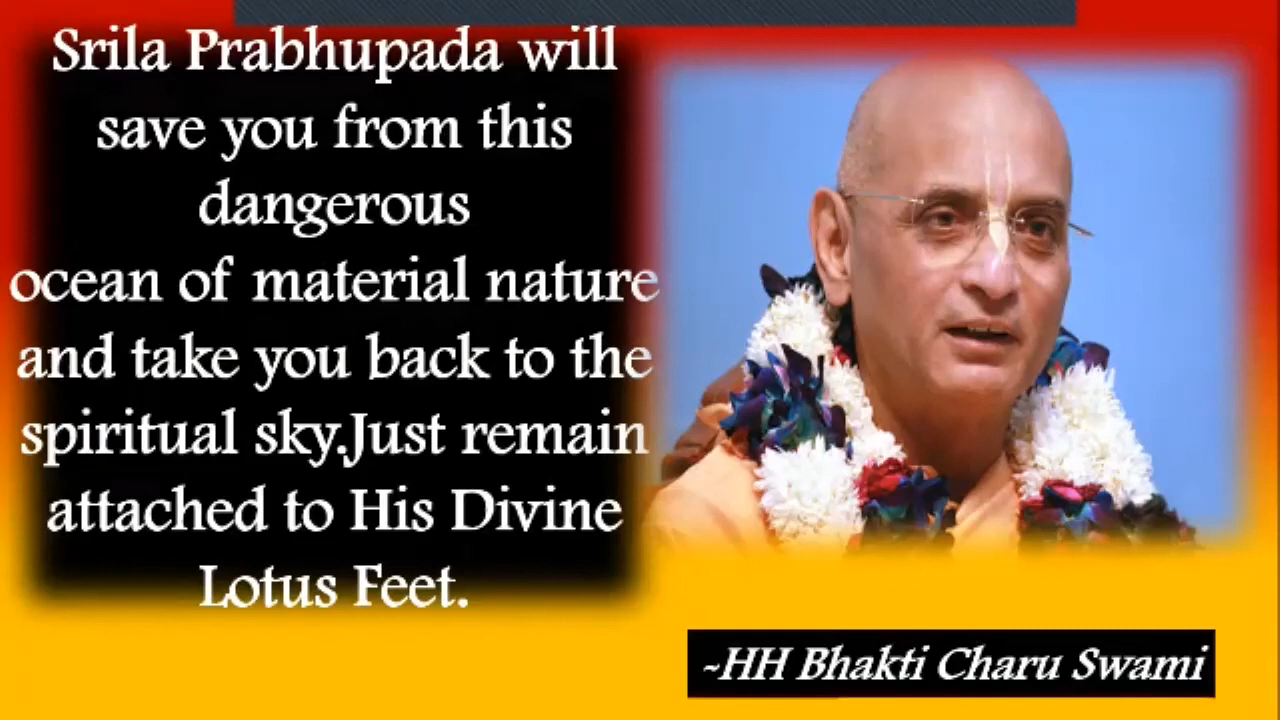 Srila Prabhupada will
save you from this
dangerous
ocean of material nature
and take you back to the
spiritual sky.Just remain
attached to His Divine
Lotus Feet.
~HH Bhakti Charu Swami